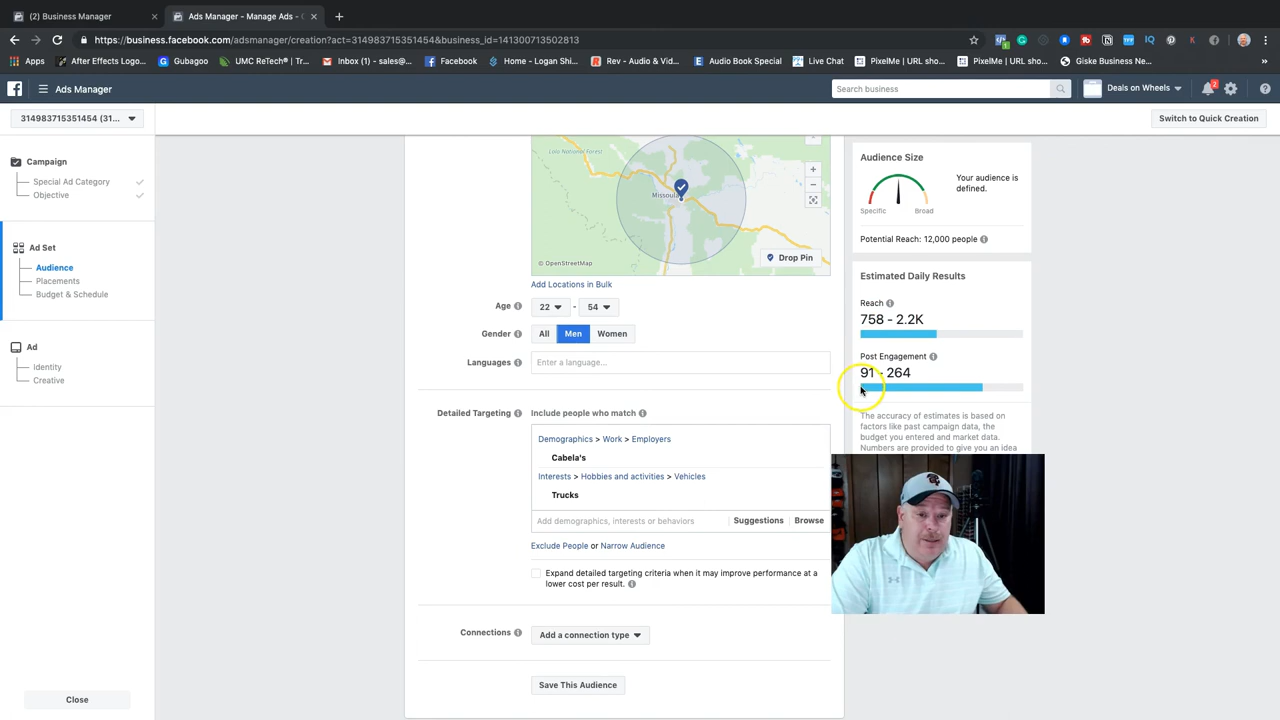 (2) Business Manager
Ads Manager - Manage Ads - C
https://business.facebook.com/adsmanager/creation?act=314983715351454&business_id=141300713502813
Apps
After Effects Logo...
Gubagoo
UMC ReTech® | Tr...
Inbox (1) - sales@...
Facebook
Home - Logan Shi...
Rev - Audio & Vid...
Audio Book Special
Live Chat
PixelMe | URL sho...
PixelMe | URL sho...
Giske Business Ne...
Ads Manager
Search business
Deals on Wheels
2
314983715351454 (31...
Switch to Quick Creation
Campaign
Special Ad Category
Objective
Ad Set
Audience
Placements
Budget & Schedule
Ad
Identity
Creative
Close
Lolo National Forest
Missoula
© OpenStreetMap
Drop Pin
Add Locations in Bulk
Age
22
-
54
Gender
All
Men
Women
Languages
Enter a language...
Detailed Targeting
Include people who match
Demographics > Work > Employers
Cabela's
Interests > Hobbies and activities > Vehicles
Trucks
Add demographics, interests or behaviors
Suggestions
Browse
Exclude People or Narrow Audience
Expand detailed targeting criteria when it may improve performance at a
lower cost per result.
Connections
Add a connection type
Save This Audience
Audience Size
Specific
Broad
Your audience is
defined.
Potential Reach: 12,000 people
Estimated Daily Results
Reach
758 - 2.2K
Post Engagement
91 - 264
The accuracy of estimates is based on
factors like past campaign data, the
budget you entered and market data.
Numbers are provided to give you an idea